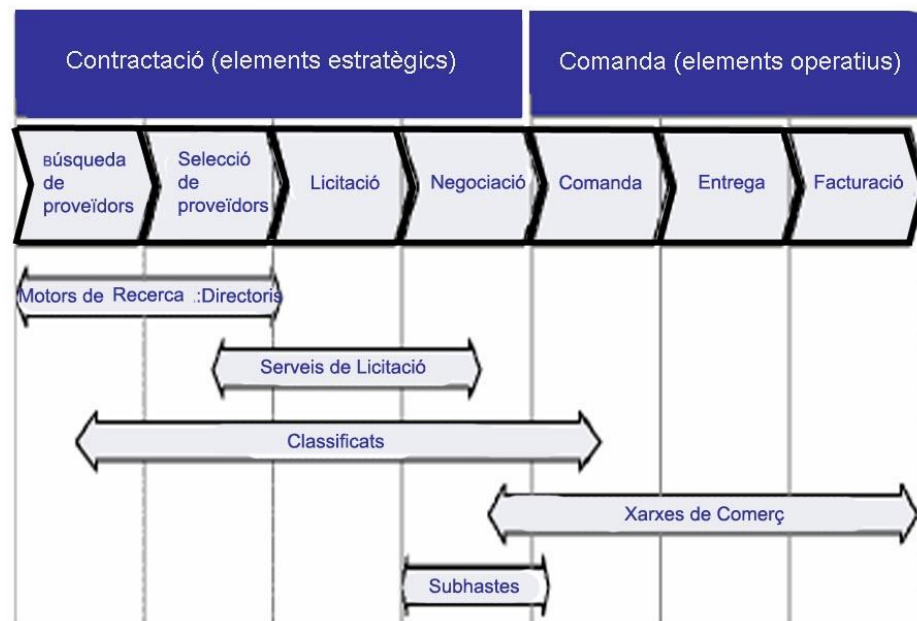 Contractació (elements estratègics)
Comanda (elements operatius)
Búsqueda
de
proveïdors
Selecció
de
proveïdors
Licitació
Negociació
Comanda
Entrega
Facturació
Motors de Recerca .:Directoris
Serveis de Licitació
Classificats
Xarxes de Comerç
Subhastes